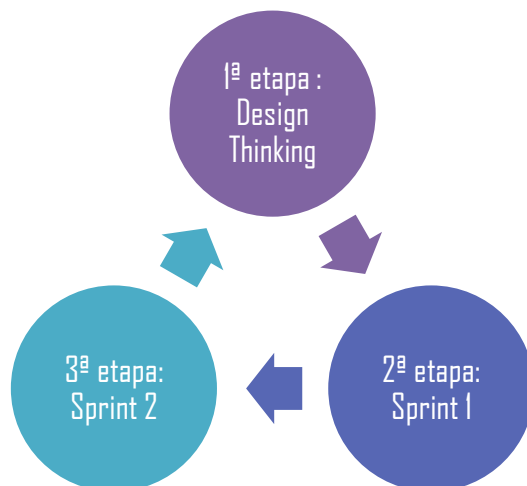 1ª etapa :
Design
Thinking
2ª etapa:
Sprint 1
3ª etapa:
Sprint 2